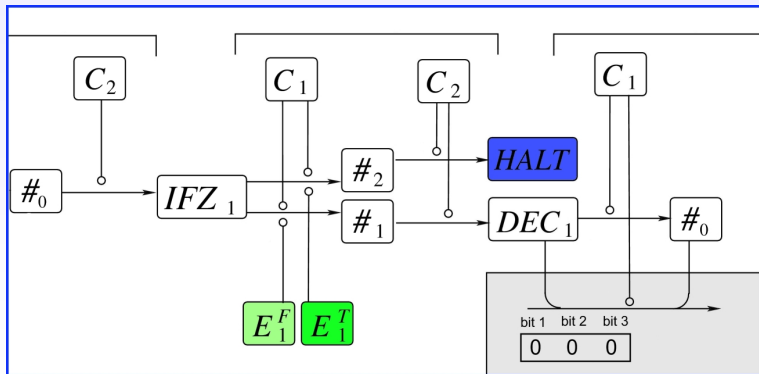 C₂ C₁ C₂ C₁
#₂ HALT
#₀ IFZ₁ #₁ DEC₁ #₀
E₁ᶠ E₁ᵀ
bit 1 bit 2 bit 3
0 0 0